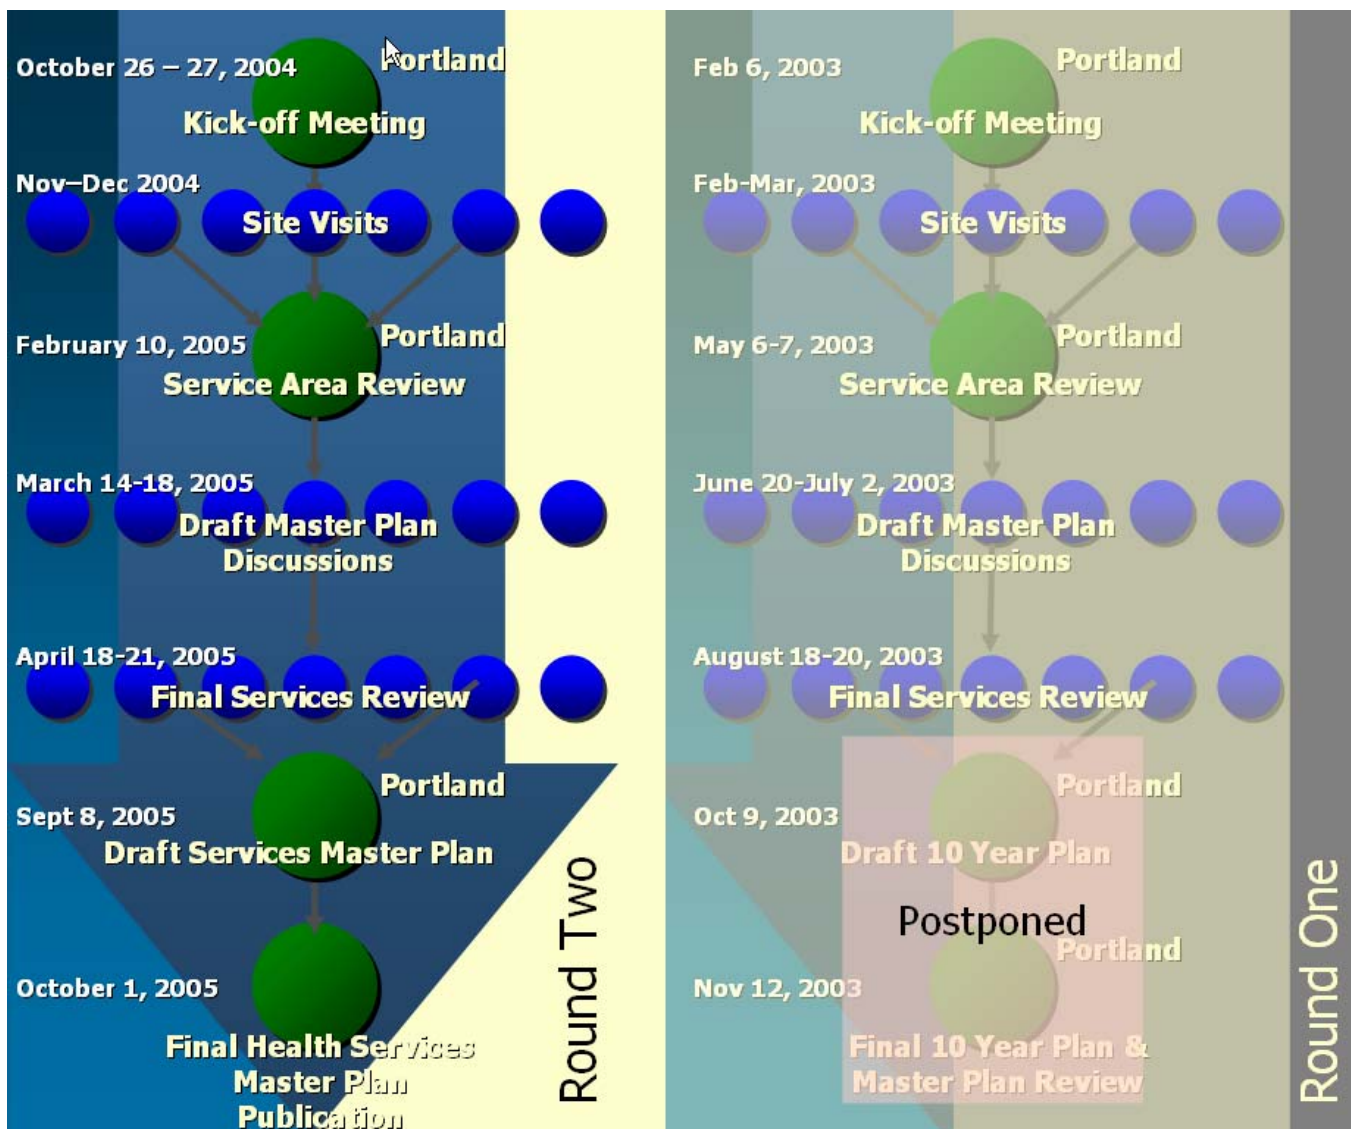 October 26 – 27, 2004
Portland
Kick-off Meeting
Nov–Dec 2004
Site Visits
February 10, 2005
Portland
Service Area Review
March 14-18, 2005
Draft Master Plan
Discussions
April 18-21, 2005
Final Services Review
Portland
Sept 8, 2005
Draft Services Master Plan
October 1, 2005
Final Health Services
Master Plan
Publication
Round Two
Feb 6, 2003
Portland
Kick-off Meeting
Feb-Mar, 2003
Site Visits
May 6-7, 2003
Portland
Service Area Review
June 20-July 2, 2003
Draft Master Plan
Discussions
August 18-20, 2003
Final Services Review
Portland
Oct 9, 2003
Draft 10 Year Plan
Postponed
Portland
Nov 12, 2003
Final 10 Year Plan &
Master Plan Review
Round One